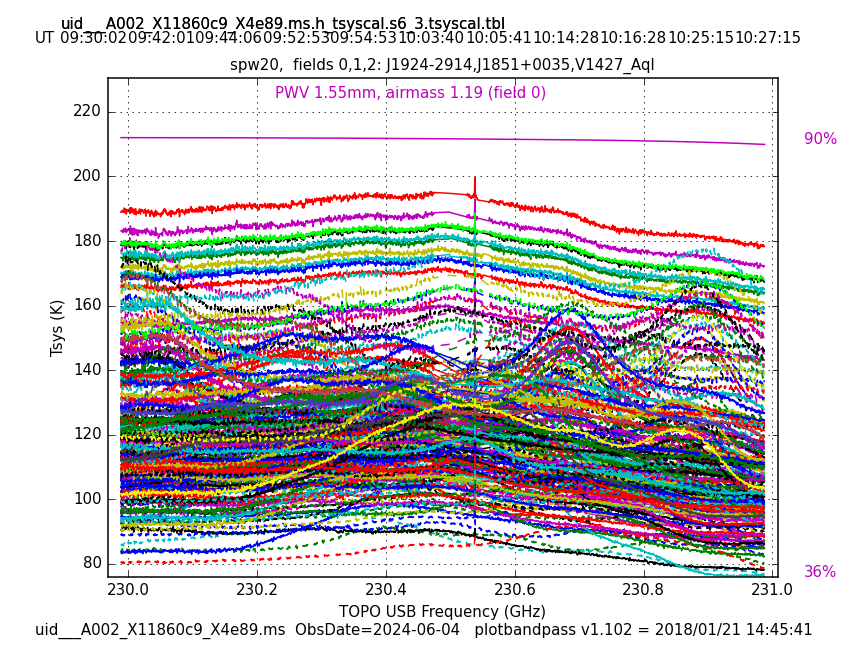 uid___A002_X11860c9_X4e89.ms.h_tsyscal.s6_3.tsyscal.tbl
UT 09:30:02 09:42:01 09:44:06 09:52:53 09:54:53 10:03:40 10:05:41 10:14:28 10:16:28 10:25:15 10:27:15
spw20,  fields 0,1,2: J1924-2914,J1851+0035,V1427_Aql
PWV 1.55mm, airmass 1.19 (field 0)
90%
36%
Tsys (K)
220
200
180
160
140
120
100
80
230.0 230.2 230.4 230.6 230.8 231.0
TOPO USB Frequency (GHz)
uid___A002_X11860c9_X4e89.ms  ObsDate=2024-06-04   plotbandpass v1.102 = 2018/01/21 14:45:41